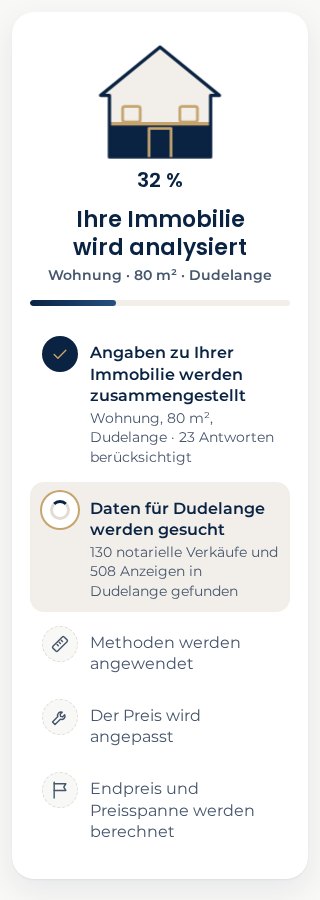 32 %
Ihre Immobilie
wird analysiert
Wohnung · 80 m² · Dudelange
Angaben zu Ihrer
Immobilie werden
zusammengestellt
Wohnung, 80 m²,
Dudelange · 23 Antworten
berücksichtigt
Daten für Dudelange
werden gesucht
130 notarielle Verkäufe und
508 Anzeigen in
Dudelange gefunden
Methoden werden
angewendet
Der Preis wird
angepasst
Endpreis und
Preisspanne werden
berechnet